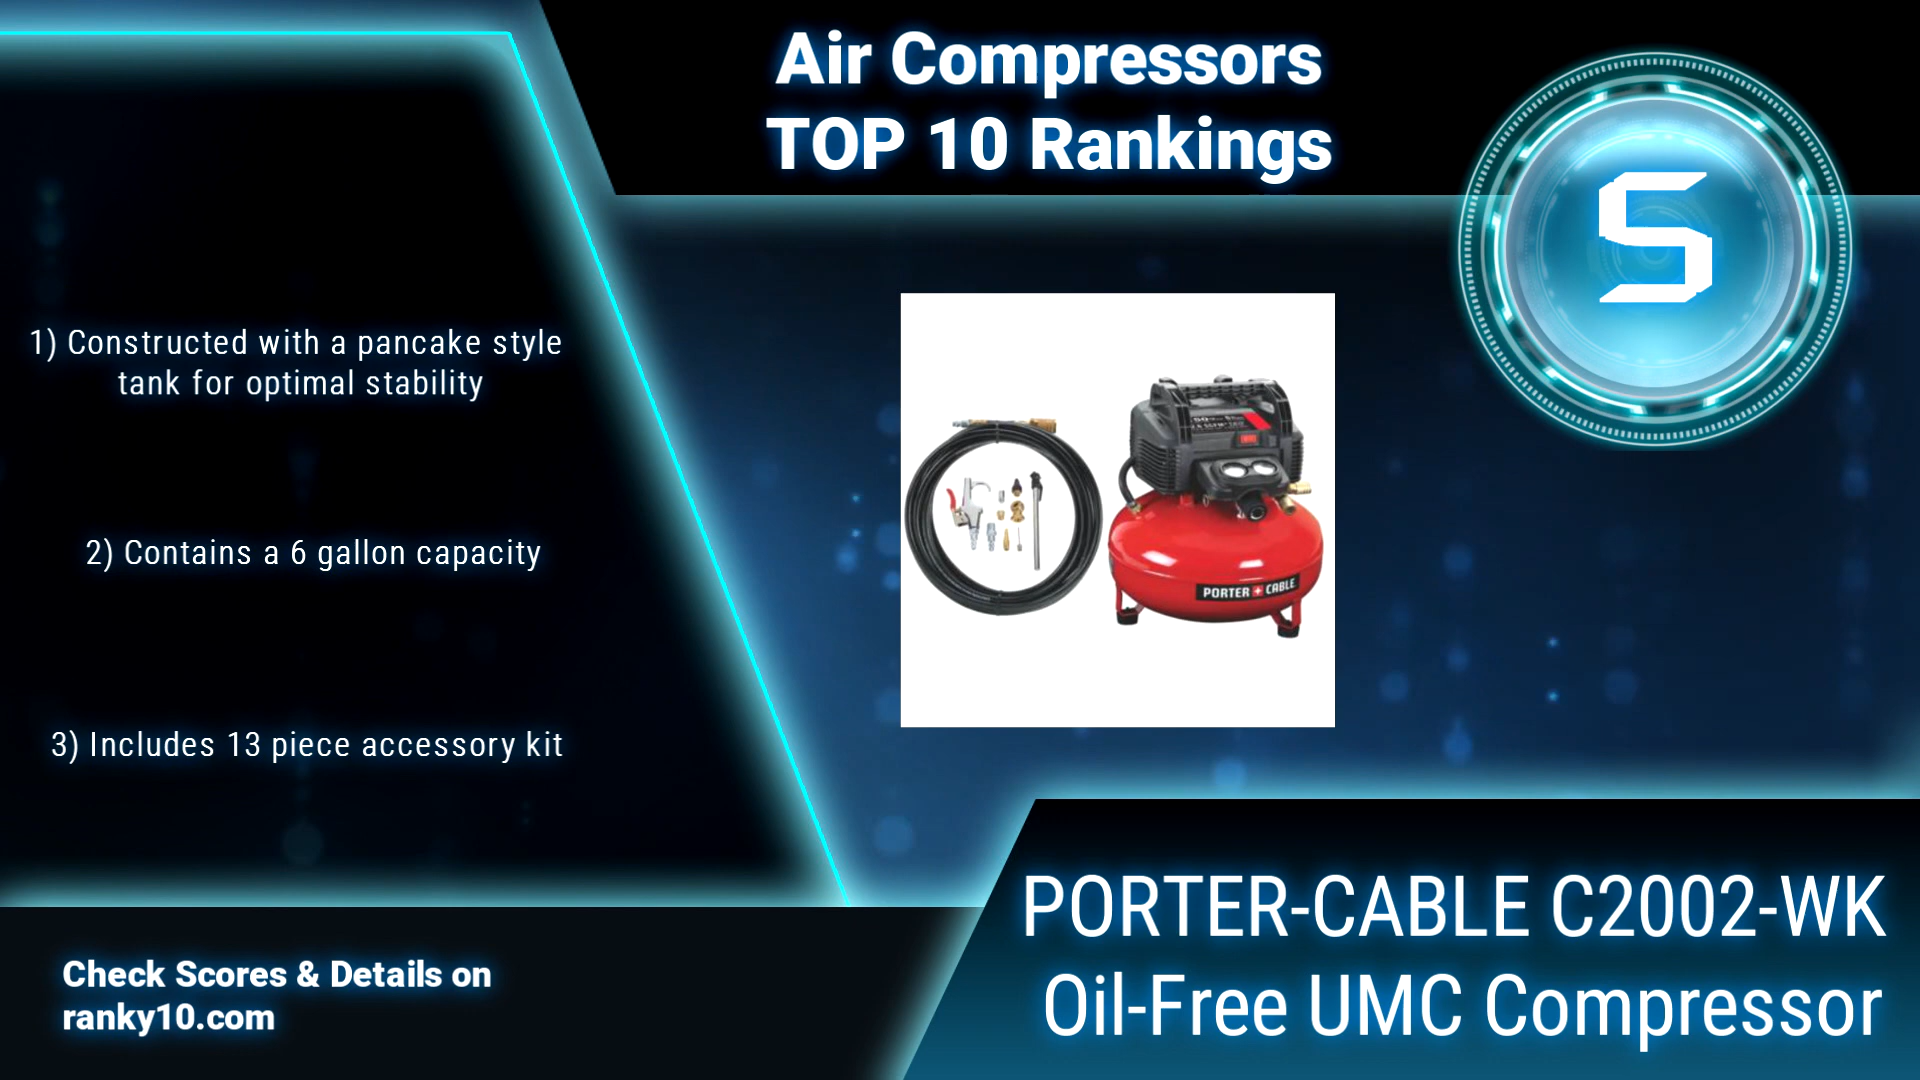 Air Compressors
TOP 10 Rankings
5
1) Constructed with a pancake style
tank for optimal stability
2) Contains a 6 gallon capacity
3) Includes 13 piece accessory kit
PORTER CABLE
PORTER-CABLE C2002-WK
Oil-Free UMC Compressor
Check Scores & Details on
ranky10.com